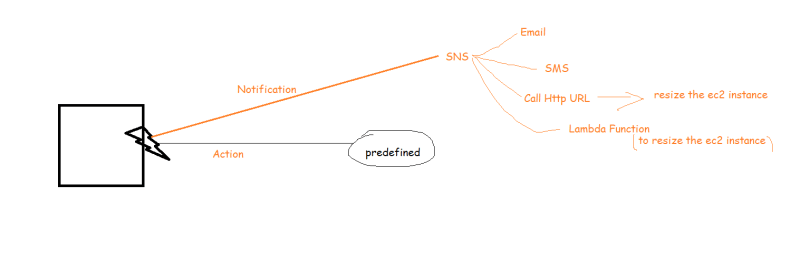 Email
SNS
SMS
Notification
Call Http URL
resize the ec2 instance
Lambda Function
to resize the ec2 instance
Action
predefined